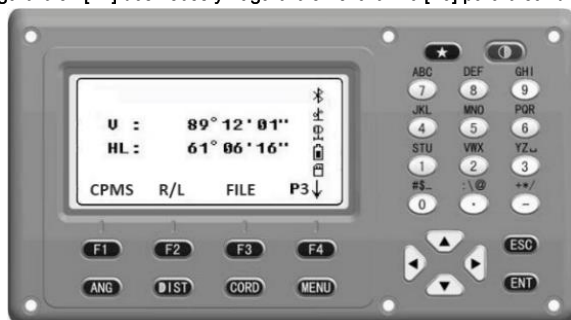 ABC DEF GHI
7 8 9
V : 89°12'01"
JKL MNO PQR
4 5 6
HL: 61°06'16"
STU VWX YZ␣
1 2 3
CPMS R/L FILE P3↓
#$_ :\@ +*/
0 . -
F1 F2 F3 F4 ESC
ANG DIST CORD MENU ENT